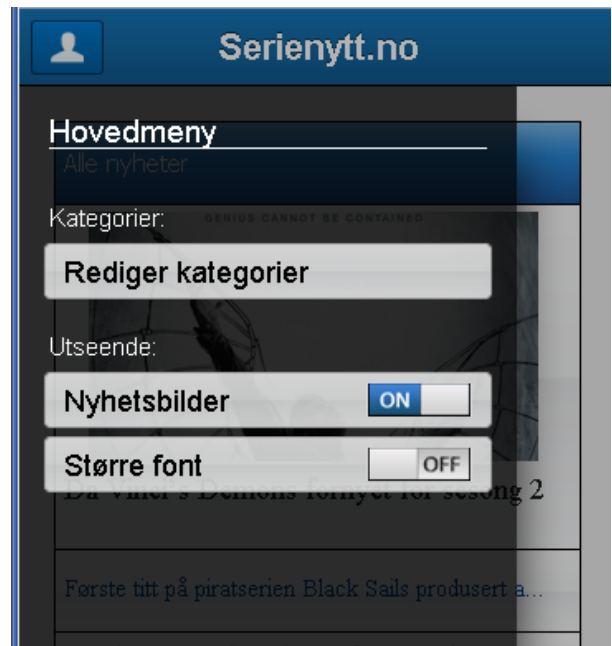 Serienytt.no
Hovedmeny
Alle nyheter
Kategorier:
GENIUS CANNOT BE CONTAINED
Rediger kategorier
Utseende:
Nyhetsbilder ON
Større font OFF
Da Vinci's Demons fornyet for sesong 2
Første titt på piratserien Black Sails produsert a...